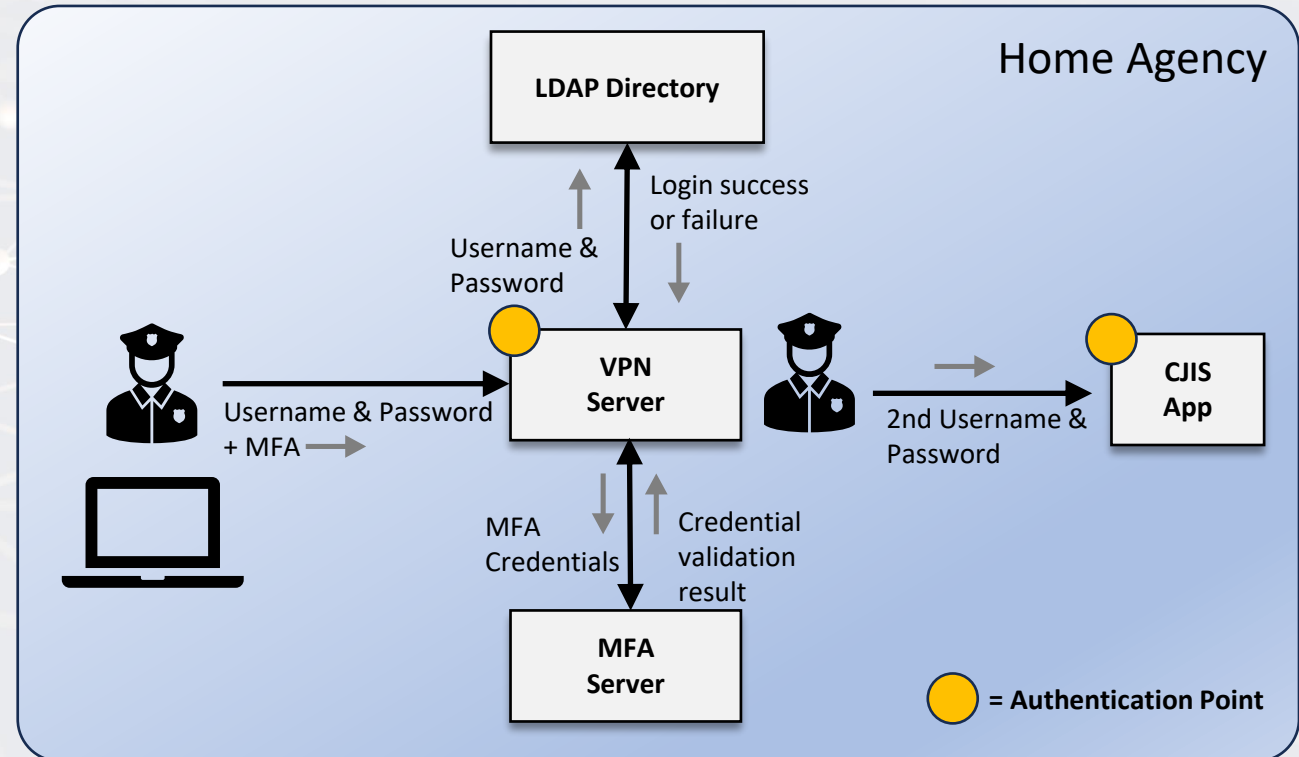 Home Agency
LDAP Directory
Login success
or failure
Username &
Password
VPN
Server
Username & Password
+ MFA
2nd Username &
Password
CJIS
App
MFA
Credentials
Credential
validation
result
MFA
Server
= Authentication Point